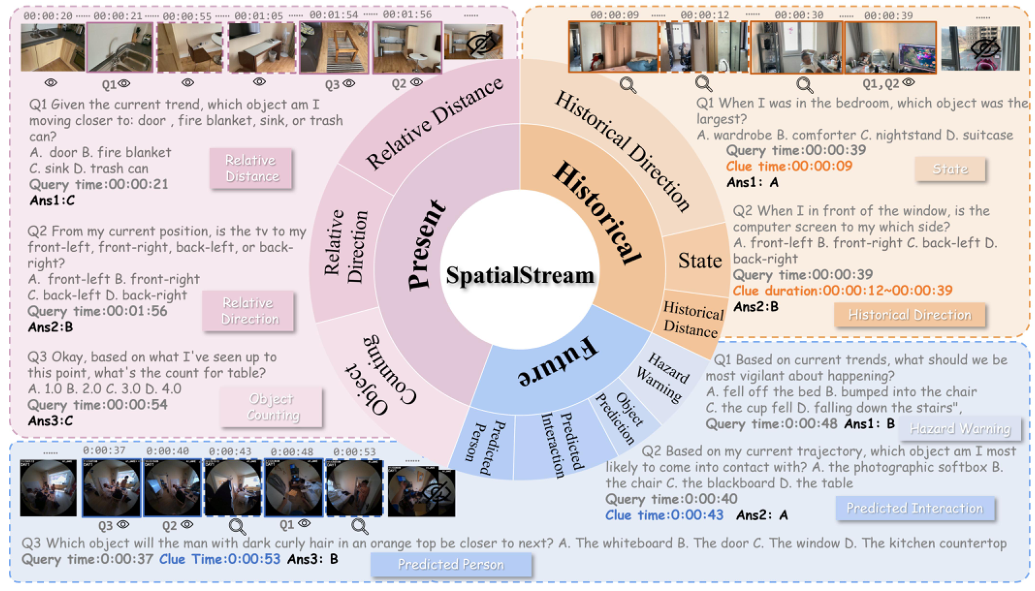 00:00:20 ...... 00:00:21 ...... 00:00:55 ...... 00:01:05 ...... 00:01:54 ...... 00:01:56 ......
Q1
Q3
Q2
Q1 Given the current trend, which object am I
moving closer to: door , fire blanket, sink, or trash
can?
A. door B. fire blanket
C. sink D. trash can
Query time:00:00:21
Ans1:C
Relative
Distance
Q2 From my current position, is the tv to my
front-left, front-right, back-left, or back-
right?
A. front-left B. front-right
C. back-left D. back-right
Query time:00:01:56
Ans2:B
Relative
Direction
Q3 Okay, based on what I've seen up to
this point, what's the count for table?
A. 1.0 B. 2.0 C. 3.0 D. 4.0
Query time:00:00:54
Ans3:C
Object
Counting
SpatialStream
Present
Historical
Future
Relative Distance
Relative
Direction
Object
Counting
Historical Direction
State
Historical
Distance
Hazard
Warning
Object
Prediction
Predicted
Interaction
Predicted
Person
00:00:09 ...... 00:00:12 ...... 00:00:30 ...... 00:00:39 ......
Q1,Q2
Q1 When I was in the bedroom, which object was the
largest?
A. wardrobe B. comforter C. nightstand D. suitcase
Query time:00:00:39
Clue time:00:00:09
Ans1: A
State
Q2 When I in front of the window, is the
computer screen to my which side?
A. front-left B. front-right C. back-left D.
back-right
Query time:00:00:39
Clue duration:00:00:12~00:00:39
Ans2:B
Historical Direction
Q1 Based on current trends, what should we be
most vigilant about happening?
A. fell off the bed B. bumped into the chair
C. the cup fell D. falling down the stairs",
Query time:0:00:48 Ans1: B
Hazard Warning
Q2 Based on my current trajectory, which object am I most
likely to come into contact with? A. the photographic softbox B.
the chair C. the blackboard D. the table
Query time:0:00:40
Clue time:0:00:43 Ans2: A
Predicted Interaction
...... 0:00:37 0:00:40 0:00:43 0:00:48 0:00:53 ......
Q3
Q2
Q1
Q3 Which object will the man with dark curly hair in an orange top be closer to next? A. The whiteboard B. The door C. The window D. The kitchen countertop
Query time:0:00:37 Clue Time:0:00:53 Ans3: B
Predicted Person